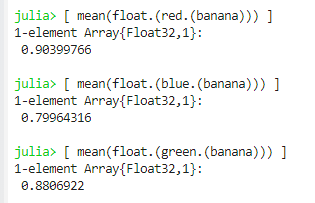 julia> [ mean(float.(red.(banana))) ]
1-element Array{Float32,1}:
 0.90399766
julia> [ mean(float.(blue.(banana))) ]
1-element Array{Float32,1}:
 0.79964316
julia> [ mean(float.(green.(banana))) ]
1-element Array{Float32,1}:
 0.8806922